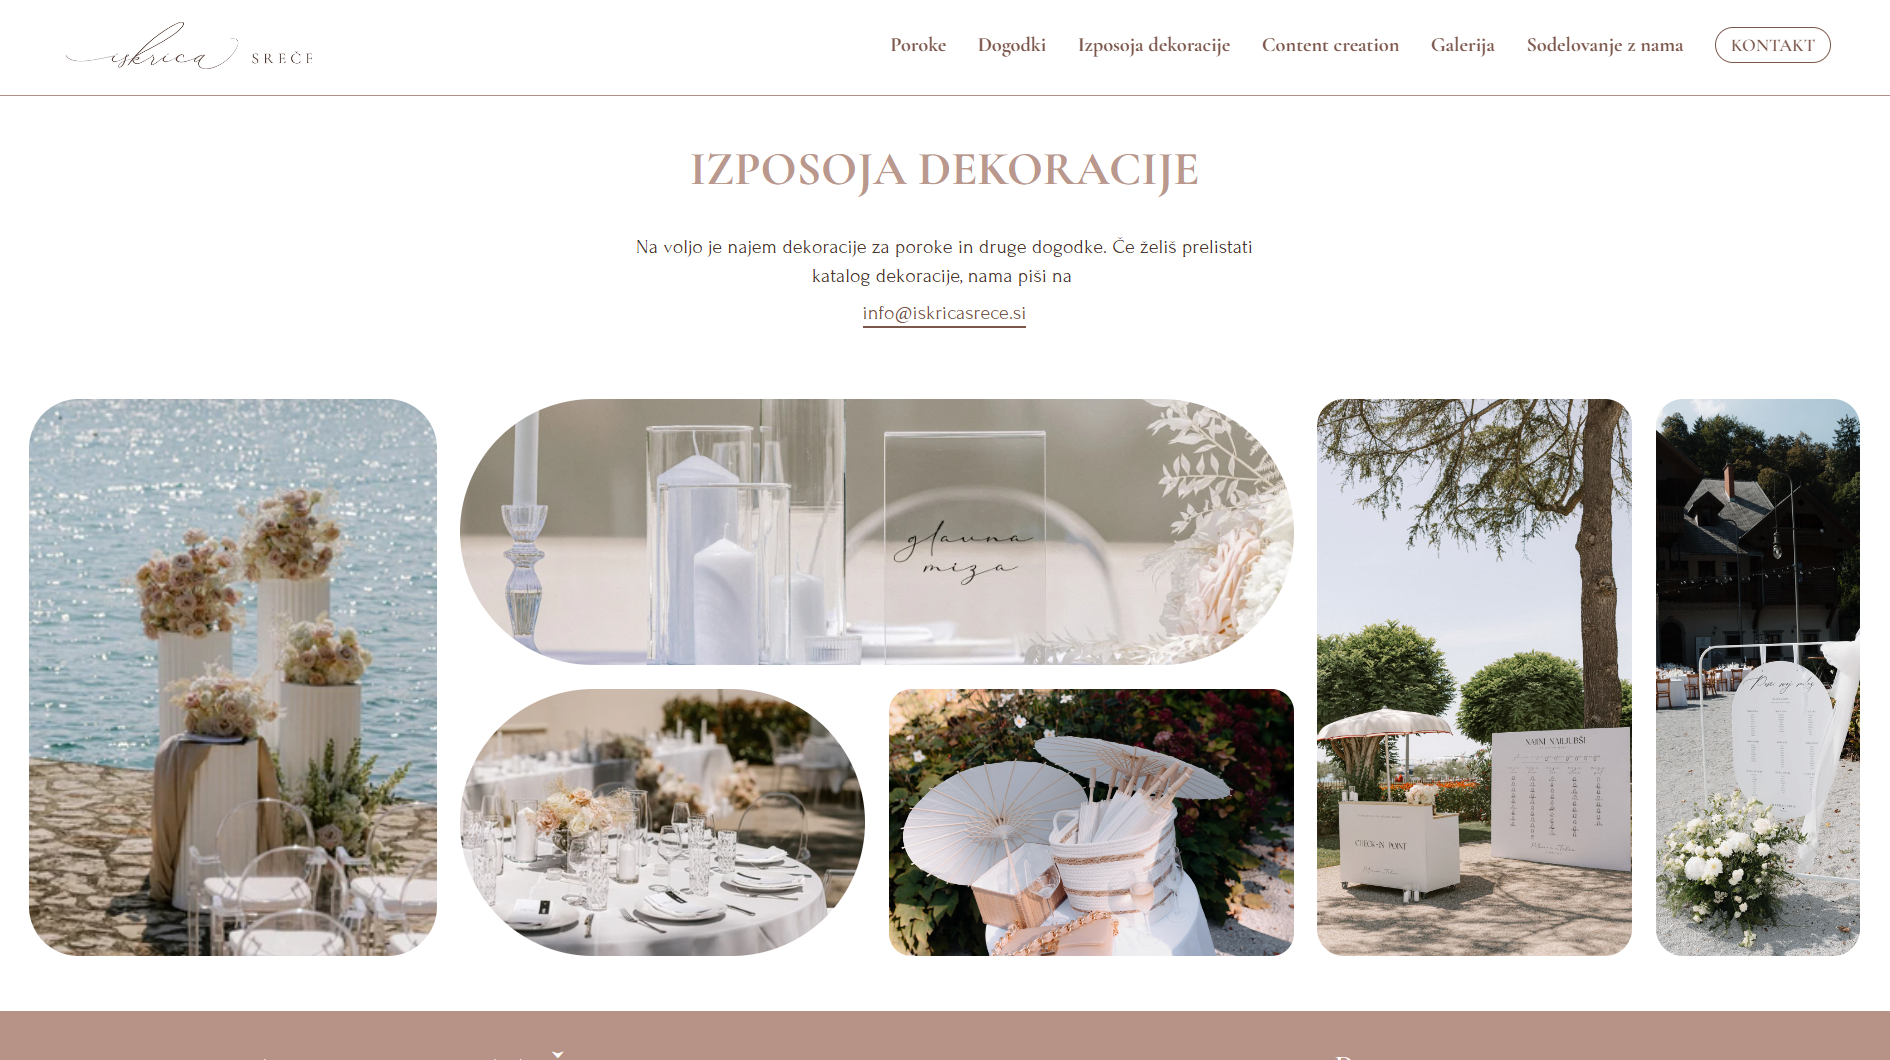 iskrica SREČE
Poroke Dogodki Izposoja dekoracije Content creation Galerija Sodelovanje z nama KONTAKT
IZPOSOJA DEKORACIJE
Na voljo je najem dekoracije za poroke in druge dogodke. Če želiš prelistati
katalog dekoracije, nama piši na
info@iskricasrece.si
glavna
miza
NAJINI NAJLJUBŠI
CHECK-IN POINT